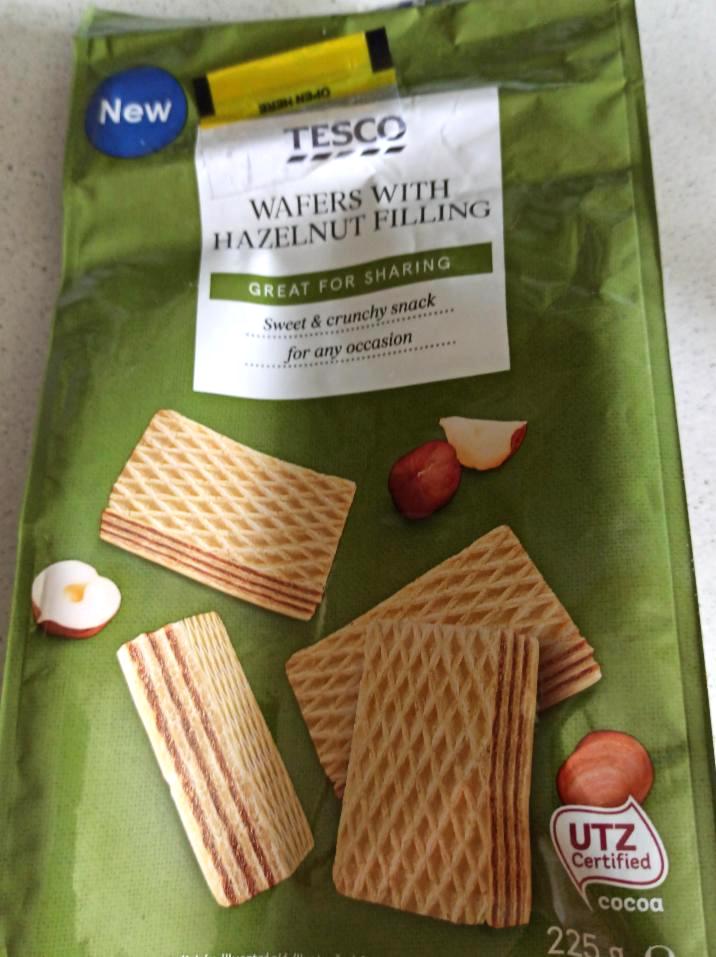 New
OPEN HERE
TESCO
WAFERS WITH
HAZELNUT FILLING
GREAT FOR SHARING
Sweet & crunchy snack
for any occasion
UTZ
Certified
cocoa
225 g